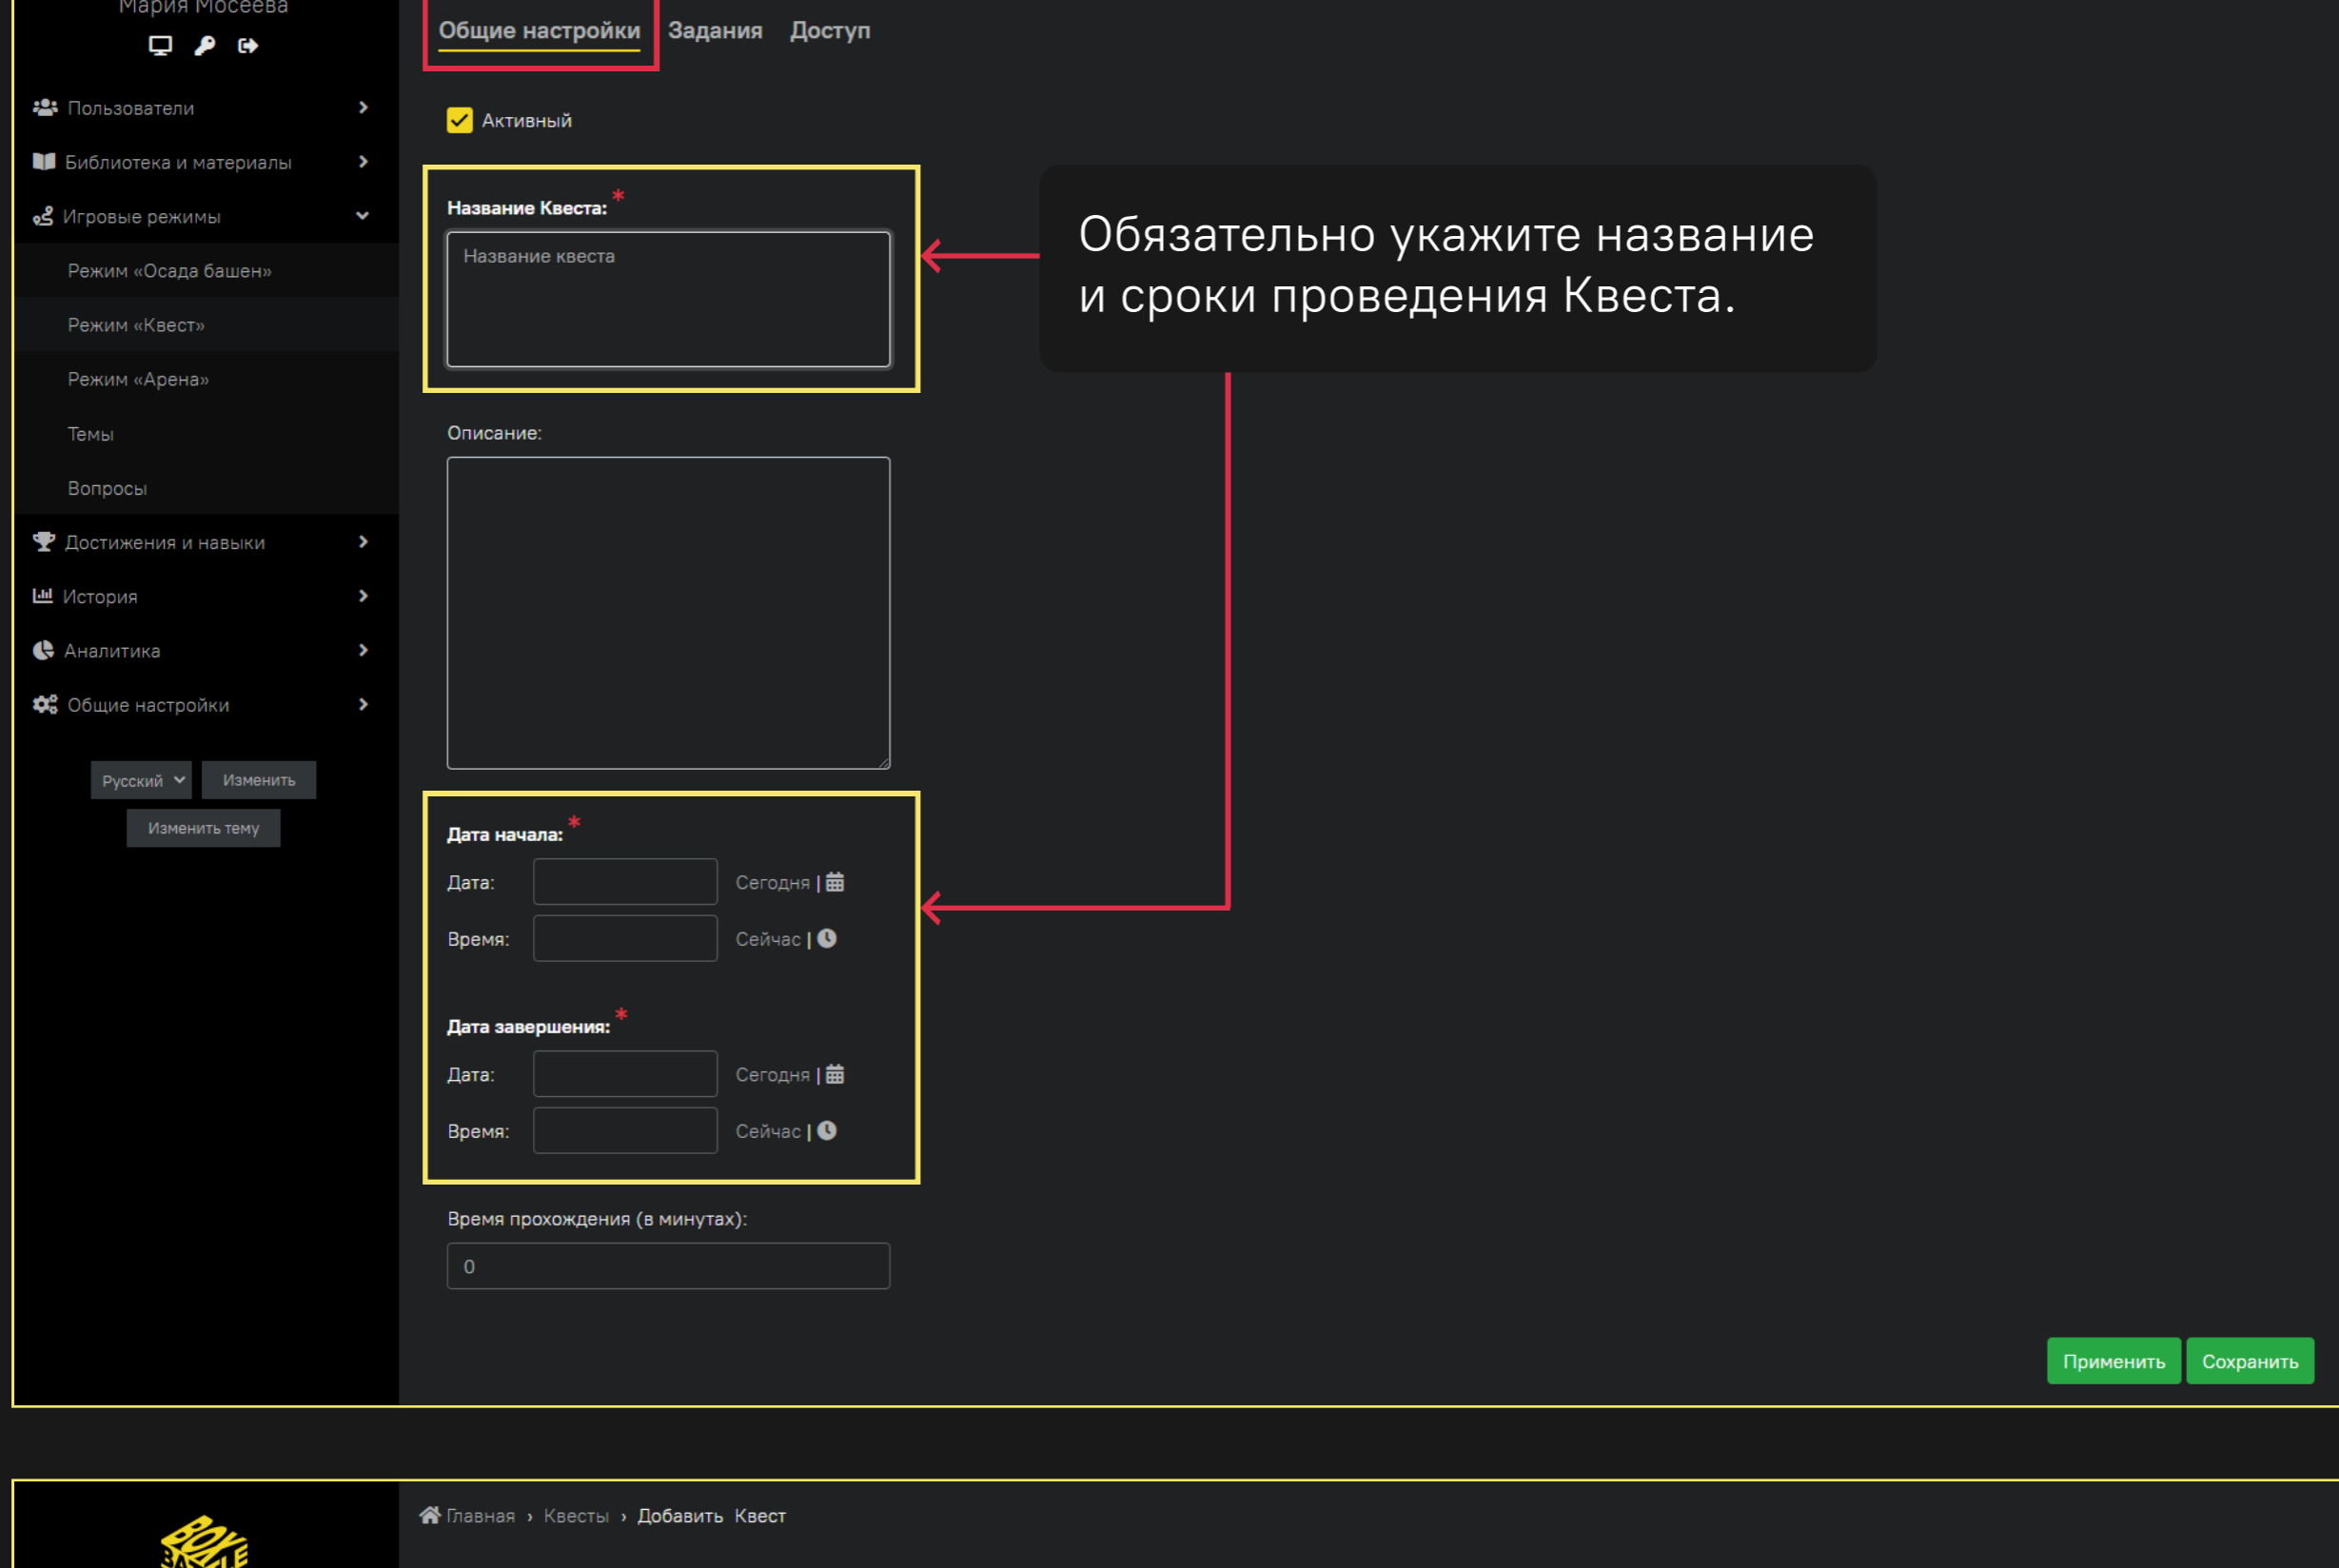 Мария Мосеева
Общие настройки Задания Доступ
Пользователи
Библиотека и материалы
Игровые режимы
Режим «Осада башен»
Режим «Квест»
Режим «Арена»
Темы
Вопросы
Достижения и навыки
История
Аналитика
Общие настройки
Русский Изменить
Изменить тему
Активный
Название Квеста: *
Название квеста
Обязательно укажите название
и сроки проведения Квеста.
Описание:
Дата начала: *
Дата: Сегодня |
Время: Сейчас |
Дата завершения: *
Дата: Сегодня |
Время: Сейчас |
Время прохождения (в минутах):
0
Применить Сохранить
Главная › Квесты › Добавить Квест